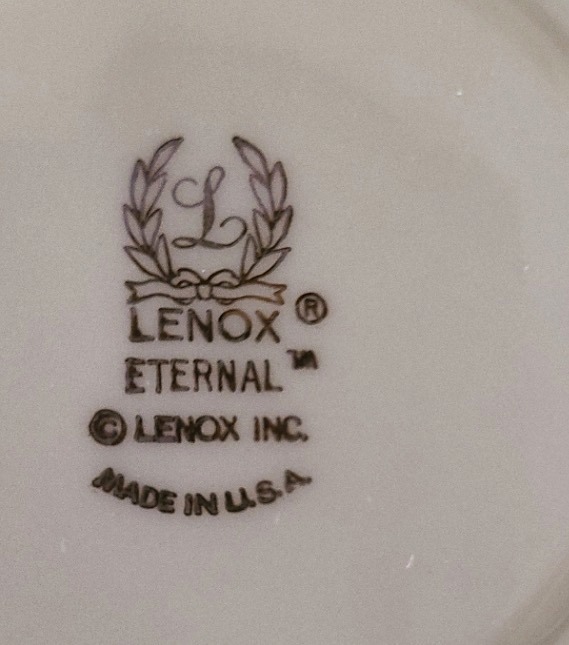 L
LENOX ®
ETERNAL™
© LENOX INC.
MADE IN U.S.A.